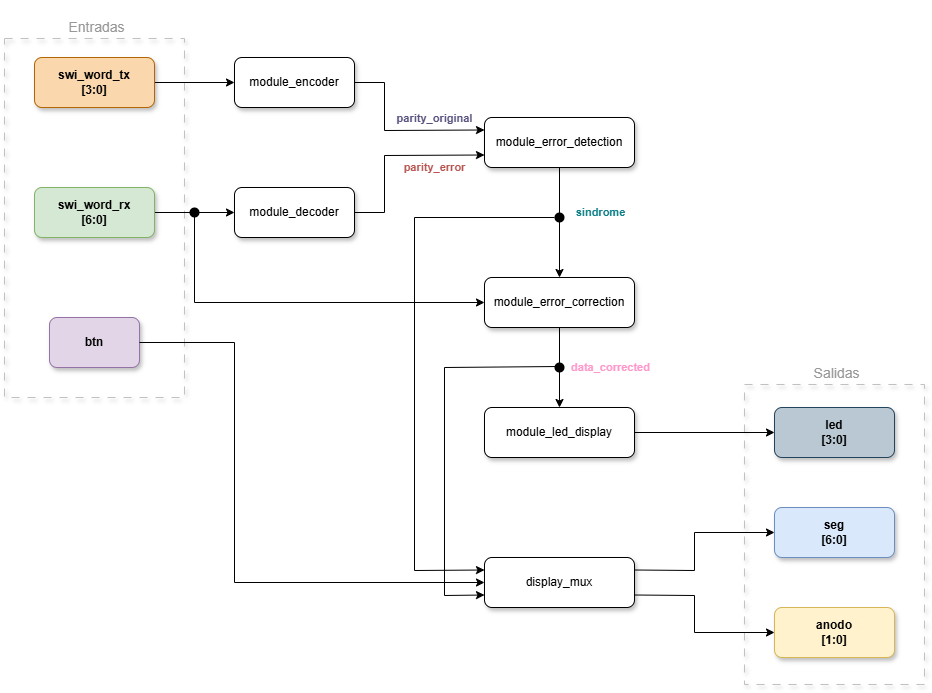 Entradas
swi_word_tx
[3:0]
module_encoder
parity_original
module_error_detection
parity_error
swi_word_rx
[6:0]
module_decoder
sindrome
module_error_correction
btn
data_corrected
Salidas
module_led_display
led
[3:0]
seg
[6:0]
display_mux
anodo
[1:0]